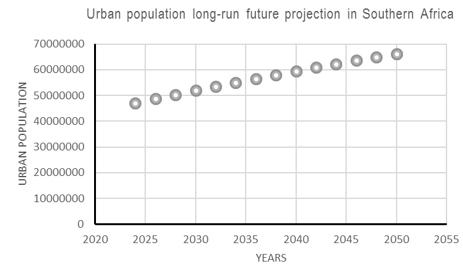 Urban population long-run future projection in Southern Africa
70000000
60000000
50000000
40000000
30000000
20000000
10000000
0
URBAN POPULATION
2020 2025 2030 2035 2040 2045 2050 2055
YEARS